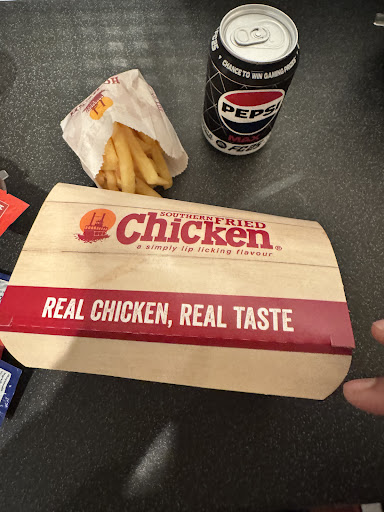 CHANCE TO WIN GAMING PRIZES
PEPSI
MAX
SOUTHERN FRIED
Chicken®
a simply lip licking flavour
REAL CHICKEN, REAL TASTE